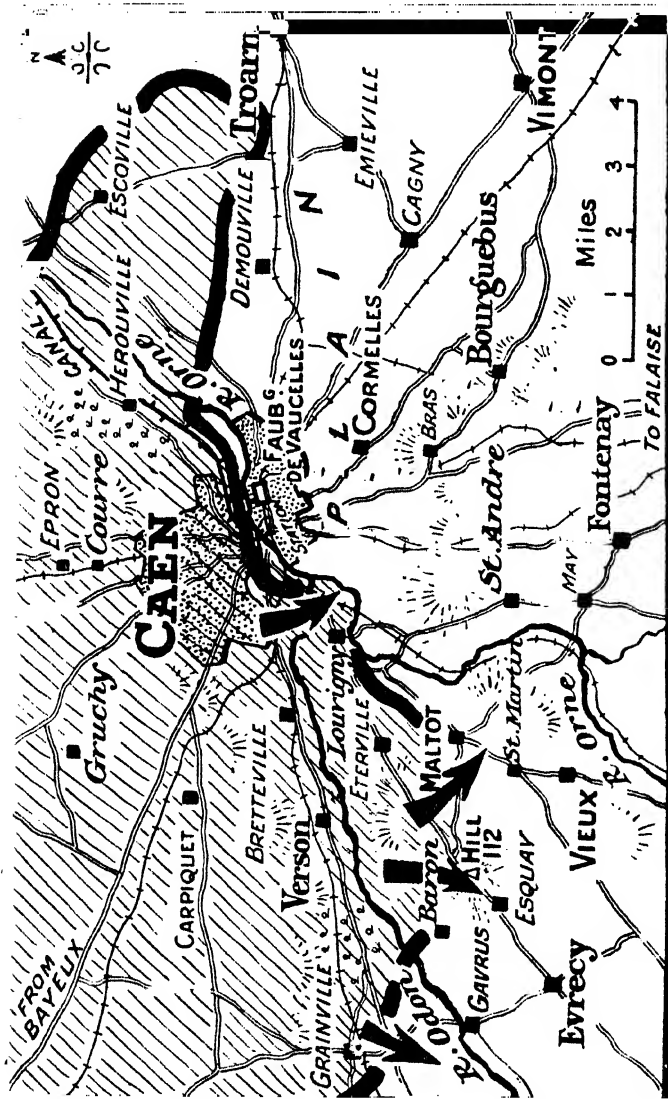 N
FROM
BAYEUX
EPRON
CANAL
ESCOVILLE
Gruchy
Courre
HEROUVILLE
CAEN
R. Orne
CARPIQUET
Troarn
DEMOUVILLE
BRETTEVILLE
FAUBG
DE VAUCELLES
Verson
GRAINVILLE
Louvigny
CORMELLES
PLAIN
EMIEVILLE
ETERVILLE
CAGNY
R. Odon
Baron
MALTOT
BRAS
HILL
112
GAVRUS
St. Martin
St. Andre
Bourguebus
VIMONT
ESQUAY
Evrecy
VIEUX
R. Orne
MAY
Fontenay
Miles
0 1 2 3 4
To FALAISE